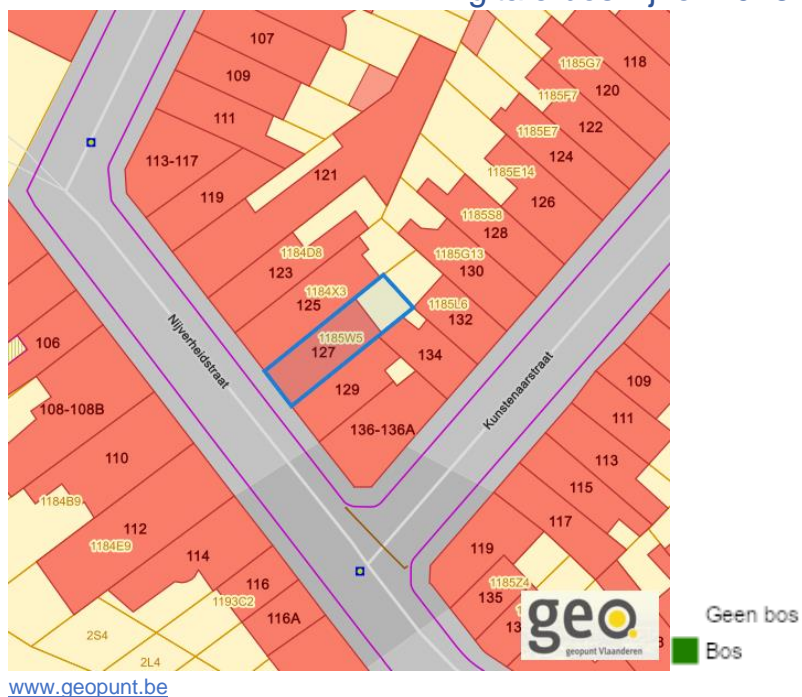 107
118
1185G7
109
120
1185F7
111
122
1185E7
124
113-117
121
1185E14
119
126
1185S8
128
1184D8
1185G13
123
130
1184X3
125
1185L6
132
Nijverheidstraat
1185W5
127
106
134
Kunstenaarstraat
109
129
108-108B
111
136-136A
113
110
115
1184B9
117
112
1184E9
119
114
116
1185Z4
135
1193C2
116A
2S4
2L4
geo
geopunt Vlaanderen
Geen bos
Bos
www.geopunt.be